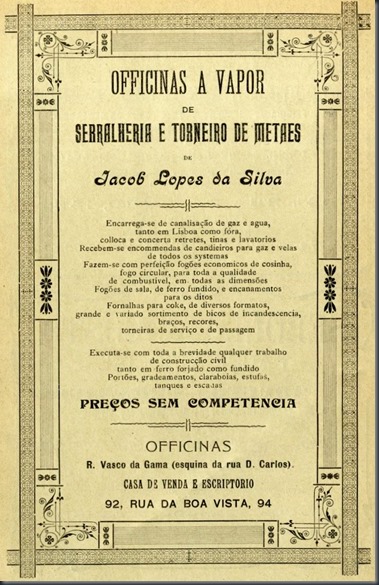 OFFICINAS A VAPOR
DE
SERRALHERIA E TORNEIRO DE METAES
DE
Jacob Lopes da Silva
Encarrega-se de canalisação de gaz e agua,
tanto em Lisboa como fóra,
colloca e concerta retretes, tinas e lavatorios
Recebem-se encommendas de candieiros para gaz e velas
de todos os systemas
Fazem-se com perfeição fogões economicos de cosinha,
fogo circular, para toda a qualidade
de combustivel, em todas as dimensões
Fogões de sala, de ferro fundido, e encanamentos
para os ditos
Fornalhas para coke, de diversos formatos,
grande e variado sortimento de bicos de incandescencia,
braços, recores,
torneiras de serviço e de passagem
Executa-se com toda a brevidade qualquer trabalho
de construcção civil
tanto em ferro forjado como fundido
Portões, gradeamentos, claraboias, estufas,
tanques e escadas
PREÇOS SEM COMPETENCIA
OFFICINAS
R. Vasco da Gama (esquina da rua D. Carlos).
CASA DE VENDA E ESCRIPTORIO
92, RUA DA BOA VISTA, 94